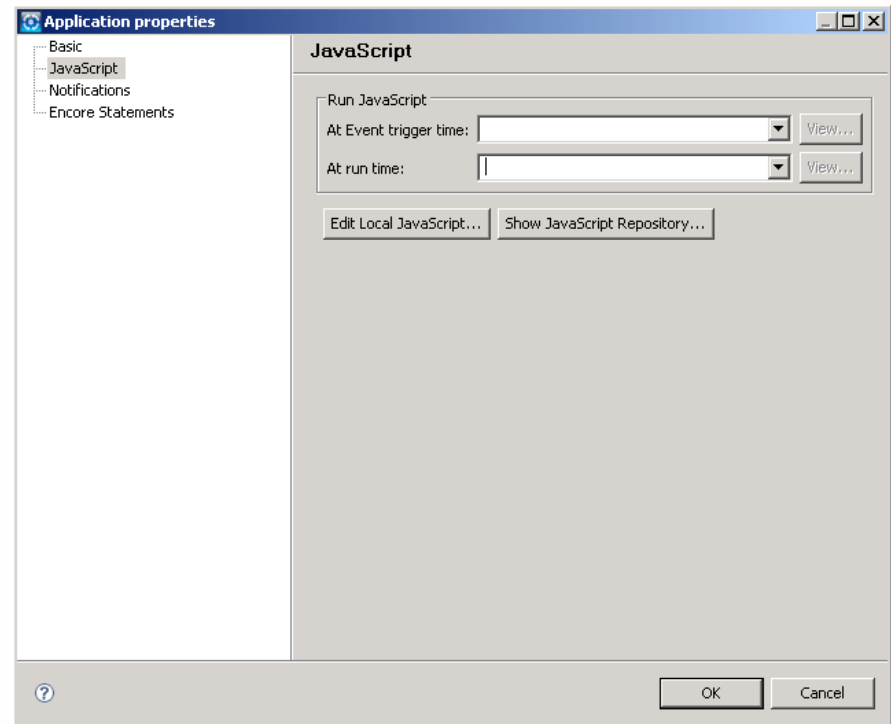 Application properties
Basic
JavaScript
Notifications
Encore Statements
JavaScript
Run JavaScript
At Event trigger time:
View...
At run time:
View...
Edit Local JavaScript...
Show JavaScript Repository...
?
OK
Cancel